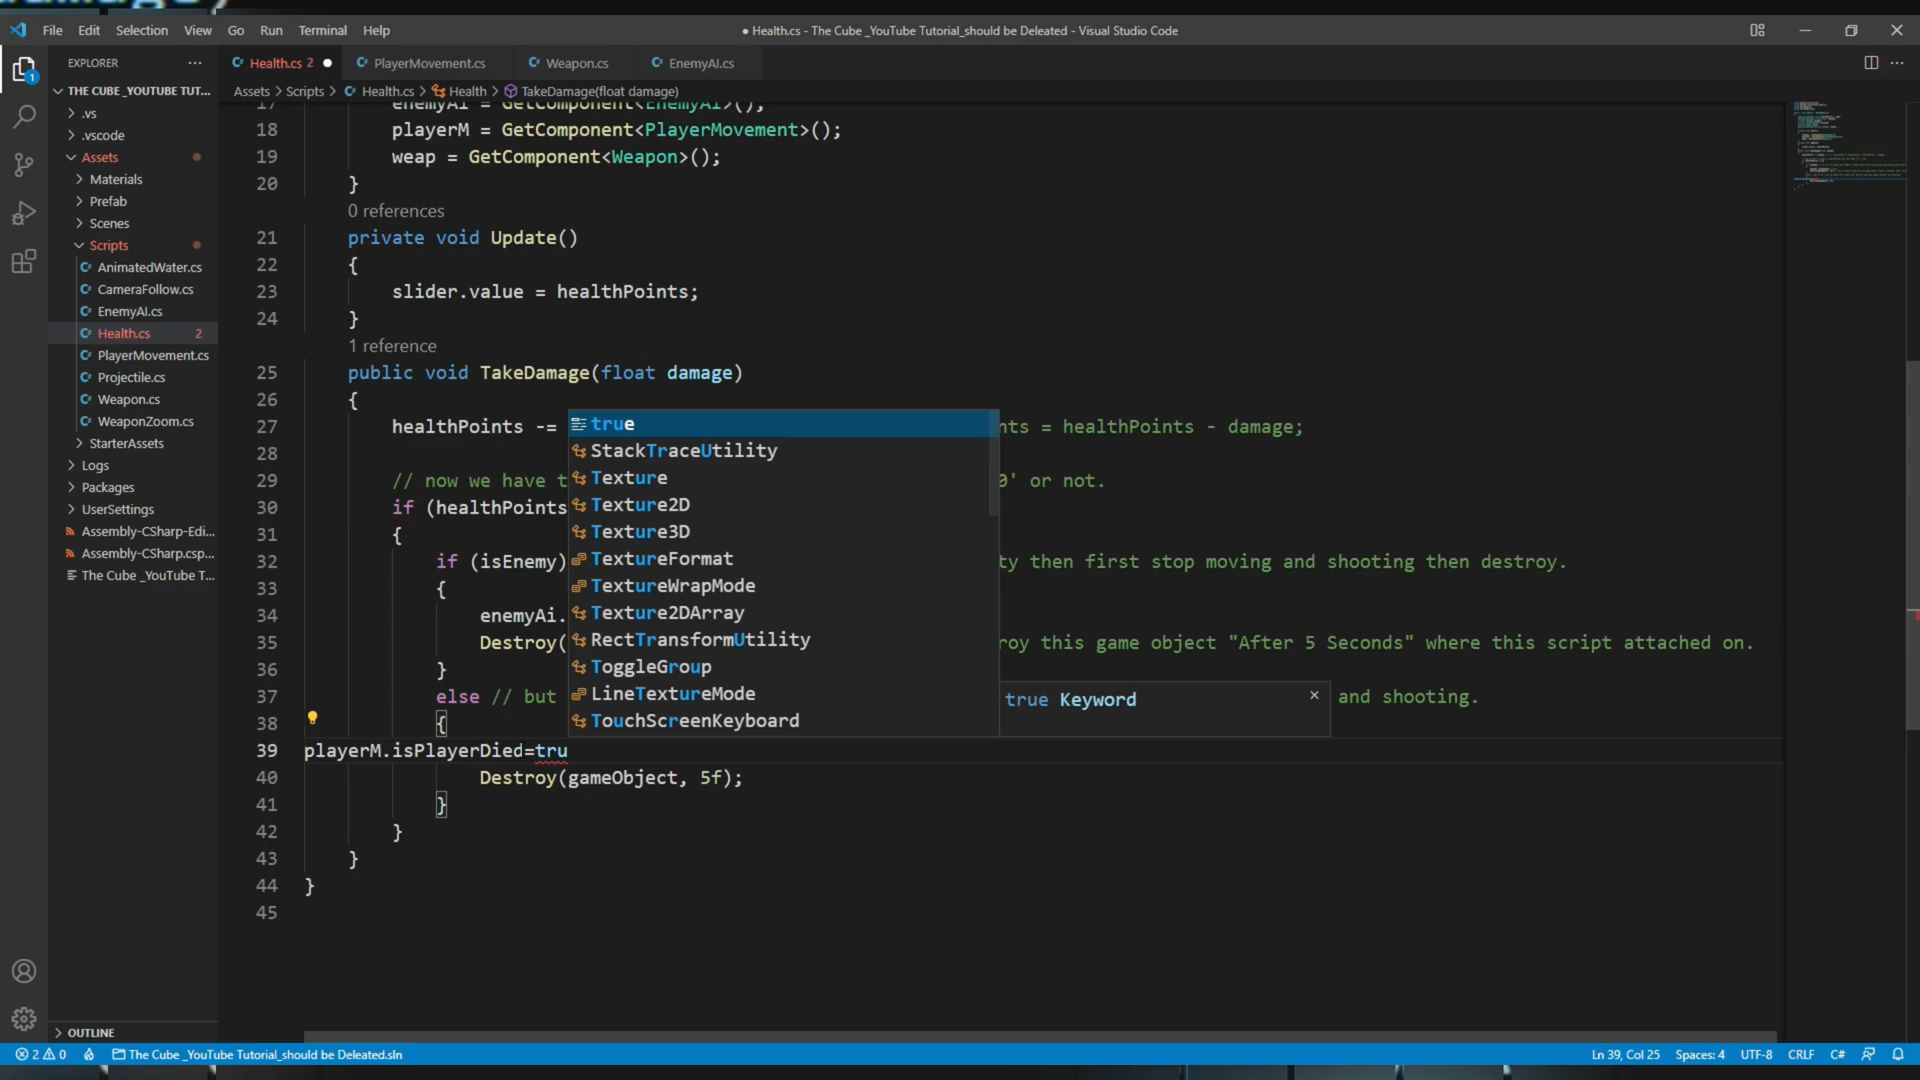 File Edit Selection View Go Run Terminal Help
● Health.cs - The Cube _YouTube Tutorial_should be Deleated - Visual Studio Code
EXPLORER ···
Health.cs 2 ●
PlayerMovement.cs
Weapon.cs
EnemyAI.cs
Assets > Scripts > Health.cs > Health > TakeDamage(float damage)
1
THE CUBE _YOUTUBE TUT...
.vs
.vscode
Assets
Materials
Prefab
Scenes
Scripts
AnimatedWater.cs
CameraFollow.cs
EnemyAI.cs
Health.cs 2
PlayerMovement.cs
Projectile.cs
Weapon.cs
WeaponZoom.cs
StarterAssets
Logs
Packages
UserSettings
Assembly-CSharp-Edi...
Assembly-CSharp.csp...
The Cube _YouTube T...
OUTLINE
17 enemyAi = GetComponent<EnemyAI>();
18 playerM = GetComponent<PlayerMovement>();
19 weap = GetComponent<Weapon>();
20 }
0 references
21 private void Update()
22 {
23 slider.value = healthPoints;
24 }
1 reference
25 public void TakeDamage(float damage)
26 {
27 healthPoints -= nts = healthPoints - damage;
28
29 // now we have t 0' or not.
30 if (healthPoints
31 {
32 if (isEnemy) ty then first stop moving and shooting then destroy.
33 {
34 enemyAi.
35 Destroy( roy this game object "After 5 Seconds" where this script attached on.
36 }
37 else // but and shooting.
38 {
39 playerM.isPlayerDied=tru
40 Destroy(gameObject, 5f);
41 }
42 }
43 }
44 }
45
true
StackTraceUtility
Texture
Texture2D
Texture3D
TextureFormat
TextureWrapMode
Texture2DArray
RectTransformUtility
ToggleGroup
LineTextureMode
TouchScreenKeyboard
true Keyword ×
2 0 The Cube _YouTube Tutorial_should be Deleated.sln
Ln 39, Col 25 Spaces: 4 UTF-8 CRLF C#